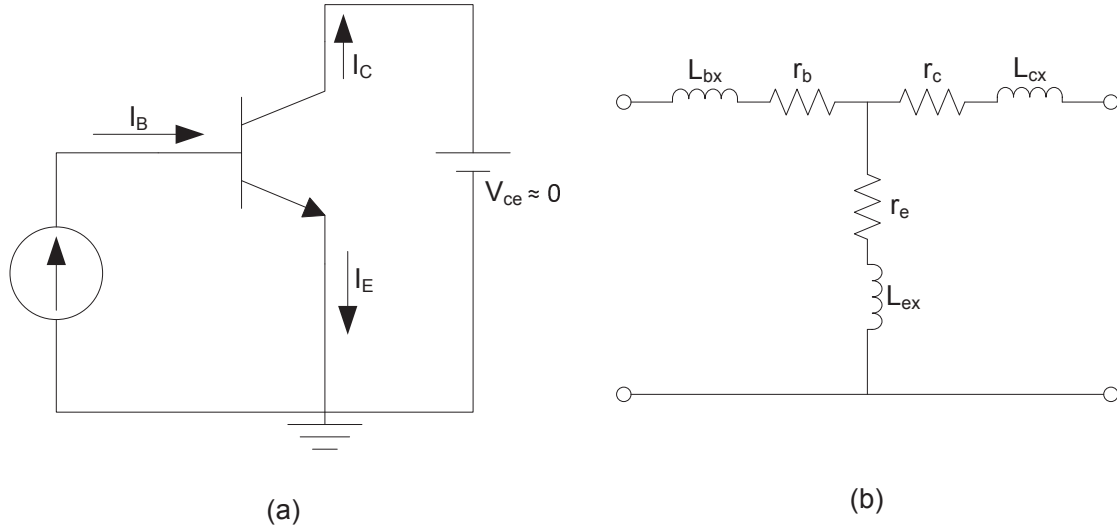 I_C
I_B
V_ce ≈ 0
I_E
(a)
L_bx
r_b
r_c
L_cx
r_e
L_ex
(b)